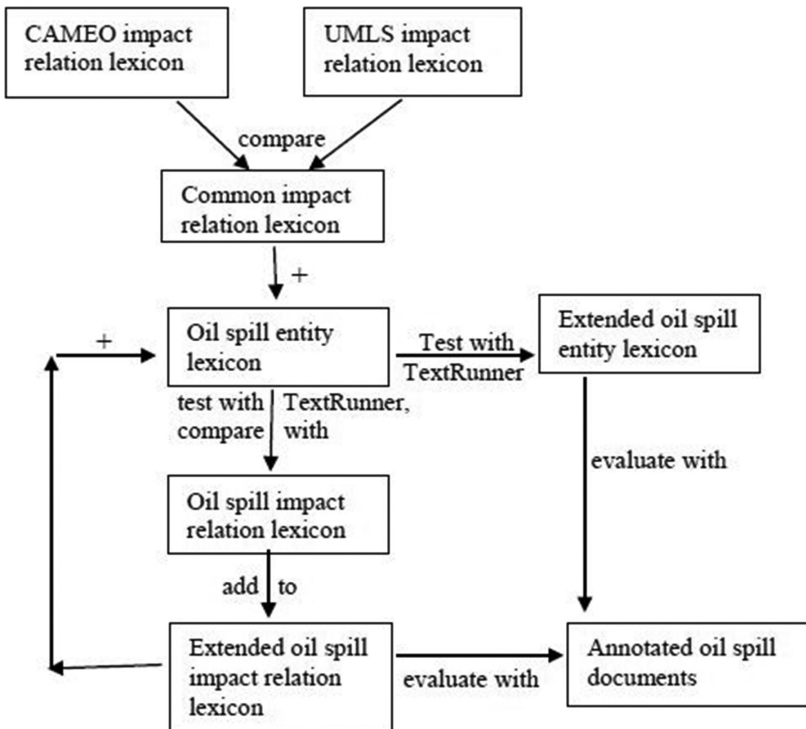 CAMEO impact
relation lexicon
UMLS impact
relation lexicon
compare
Common impact
relation lexicon
+
+
Oil spill entity
lexicon
Test with
TextRunner
Extended oil spill
entity lexicon
test with TextRunner,
compare with
evaluate with
Oil spill impact
relation lexicon
add to
Extended oil spill
impact relation
lexicon
evaluate with
Annotated oil spill
documents